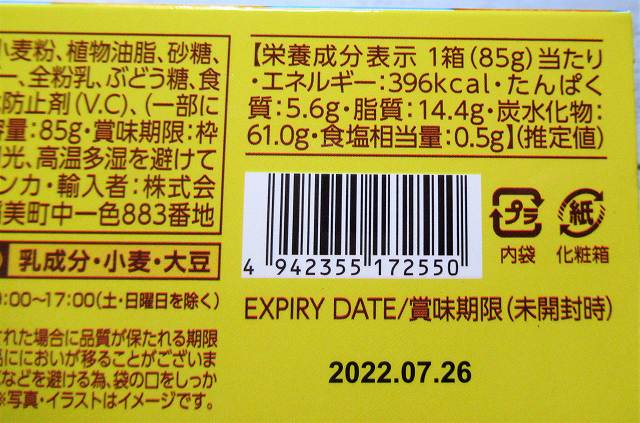 小麦粉、植物油脂、砂糖、
ー、全粉乳、ぶどう糖、食
防止剤(V.C)、(一部に
量:85g・賞味期限:枠
光、高温多湿を避けて
ンカ・輸入者:株式会
美町中一色883番地
乳成分・小麦・大豆
:00〜17:00(土・日曜日を除く)
された場合に品質が保たれる期限
品ににおいが移ることがございま
などを避ける為、袋の口をしっか
※写真・イラストはイメージです。
【栄養成分表示 1箱(85g)当たり
・エネルギー:396kcal・たんぱく
質:5.6g・脂質:14.4g・炭水化物:
61.0g・食塩相当量:0.5g】(推定値)
4 942355 172550
プラ
内袋
紙
化粧箱
EXPIRY DATE/賞味期限(未開封時)
2022.07.26